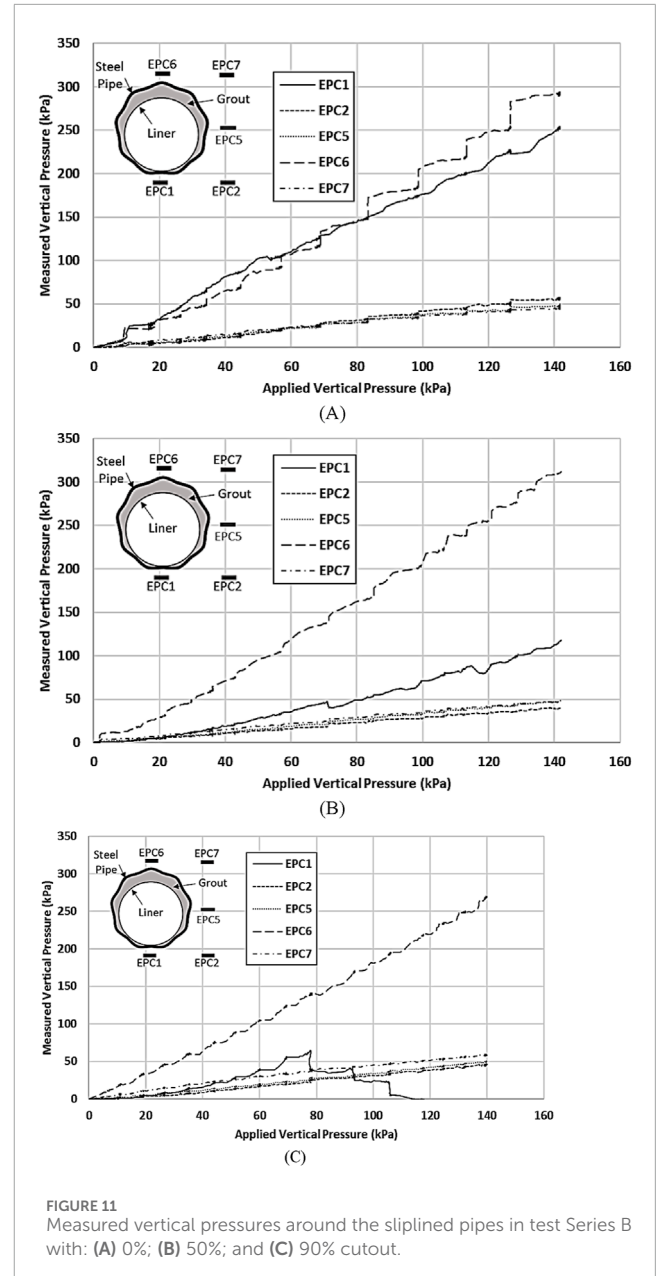 350
300
250
200
150
100
50
0
Measured Vertical Pressure (kPa)
EPC6
EPC7
Steel
Pipe
Grout
Liner
EPC5
EPC1
EPC2
EPC1
EPC2
EPC5
EPC6
EPC7
0 20 40 60 80 100 120 140 160
Applied Vertical Pressure (kPa)
(A)
350
300
250
200
150
100
50
0
Measured Vertical Pressure (kPa)
EPC6
EPC7
Steel
Pipe
Grout
Liner
EPC5
EPC1
EPC2
EPC1
EPC2
EPC5
EPC6
EPC7
0 20 40 60 80 100 120 140 160
Applied Vertical Pressure (kPa)
(B)
350
300
250
200
150
100
50
0
Measured Vertical Pressure (kPa)
EPC6
EPC7
Steel
Pipe
Grout
Liner
EPC5
EPC1
EPC2
EPC1
EPC2
EPC5
EPC6
EPC7
0 20 40 60 80 100 120 140 160
Applied Vertical Pressure (kPa)
(C)
FIGURE 11
Measured vertical pressures around the sliplined pipes in test Series B
with: (A) 0%; (B) 50%; and (C) 90% cutout.